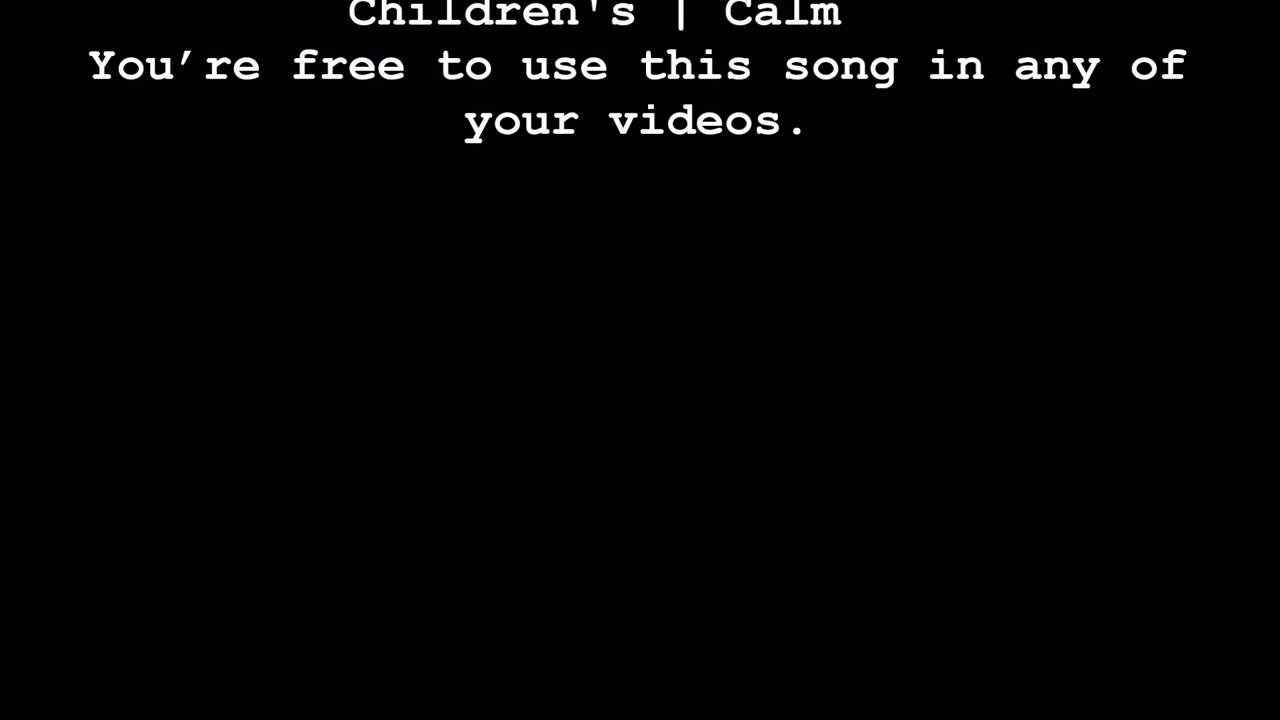 Children's | Calm
You’re free to use this song in any of
your videos.